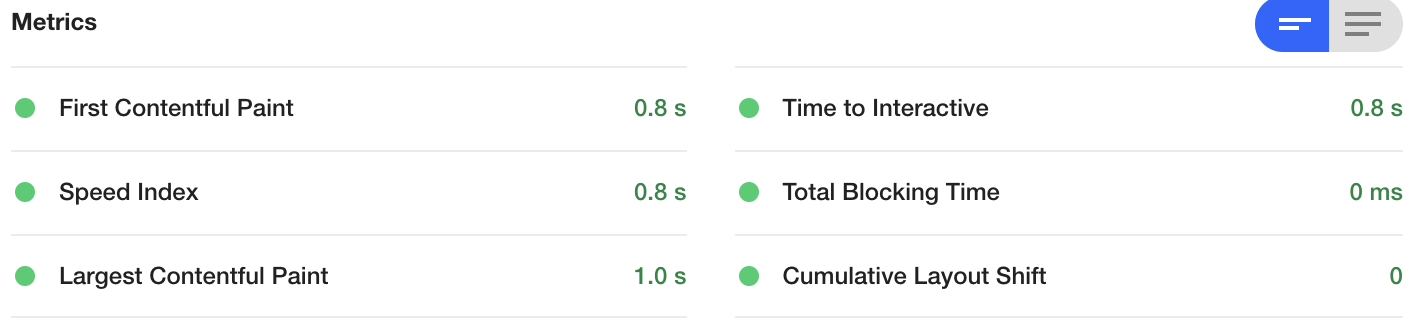 Metrics
First Contentful Paint 0.8 s
Time to Interactive 0.8 s
Speed Index 0.8 s
Total Blocking Time 0 ms
Largest Contentful Paint 1.0 s
Cumulative Layout Shift 0